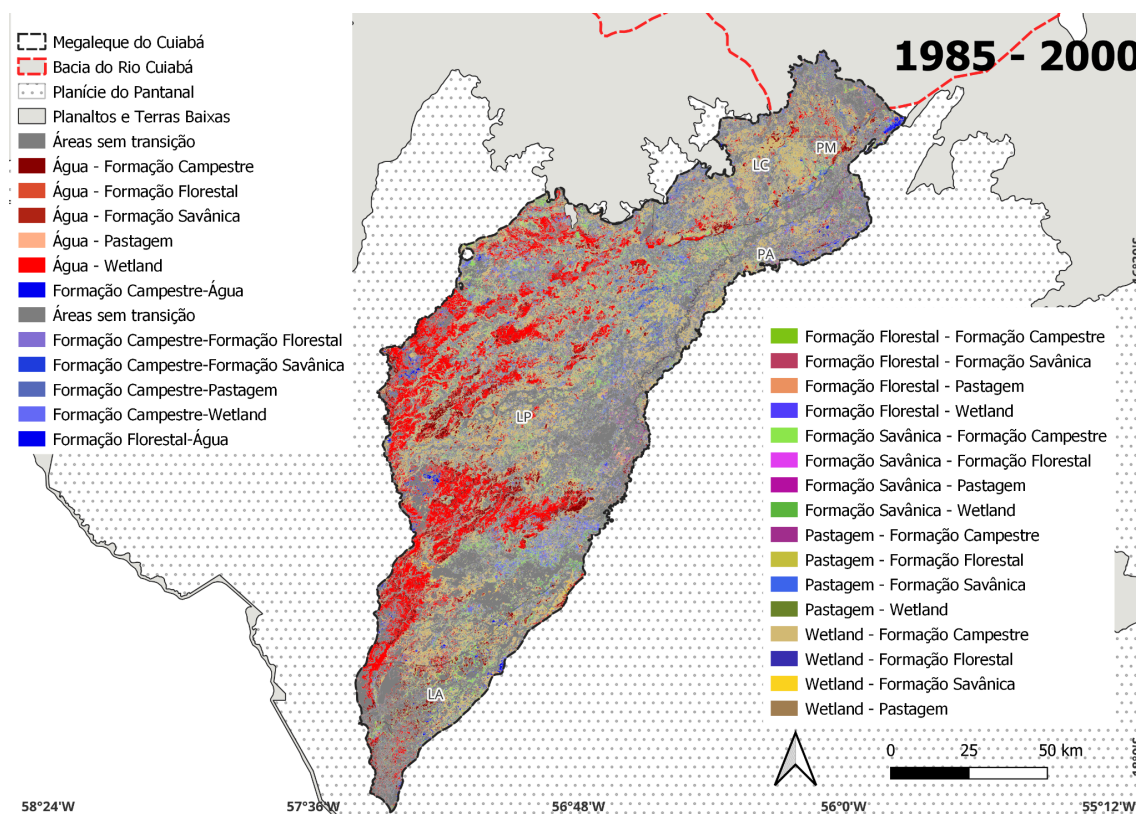 1985 - 2000
Megaleque do Cuiabá
Bacia do Rio Cuiabá
Planície do Pantanal
Planaltos e Terras Baixas
Áreas sem transição
Água - Formação Campestre
Água - Formação Florestal
Água - Formação Savânica
Água - Pastagem
Água - Wetland
Formação Campestre-Água
Áreas sem transição
Formação Campestre-Formação Florestal
Formação Campestre-Formação Savânica
Formação Campestre-Pastagem
Formação Campestre-Wetland
Formação Florestal-Água
PM
LC
PA
LP
LA
Formação Florestal - Formação Campestre
Formação Florestal - Formação Savânica
Formação Florestal - Pastagem
Formação Florestal - Wetland
Formação Savânica - Formação Campestre
Formação Savânica - Formação Florestal
Formação Savânica - Pastagem
Formação Savânica - Wetland
Pastagem - Formação Campestre
Pastagem - Formação Florestal
Pastagem - Formação Savânica
Pastagem - Wetland
Wetland - Formação Campestre
Wetland - Formação Florestal
Wetland - Formação Savânica
Wetland - Pastagem
0 25 50 km
58°24'W 57°36'W 56°48'W 56°0'W 55°12'W